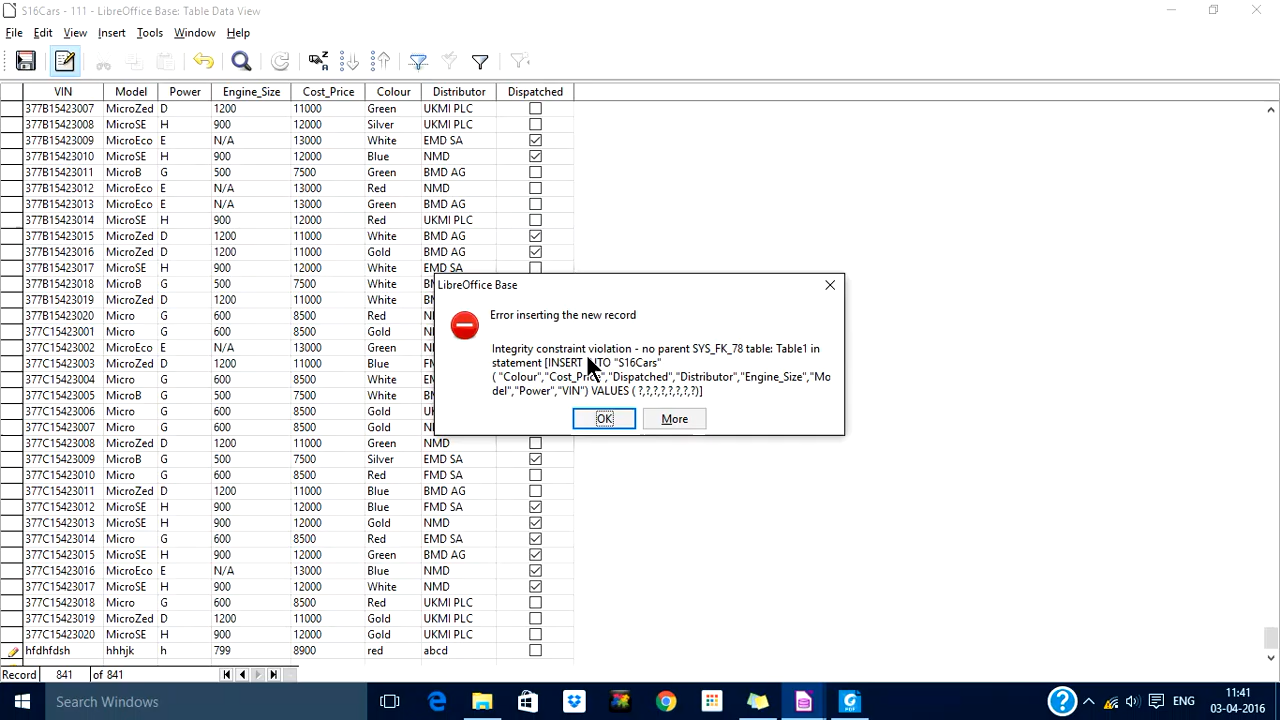 S16Cars - 111 - LibreOffice Base: Table Data View
File Edit View Insert Tools Window Help
VIN Model Power Engine_Size Cost_Price Colour Distributor Dispatched
377B15423007 MicroZed D 1200 11000 Green UKMI PLC
377B15423008 MicroSE H 900 12000 Silver UKMI PLC
377B15423009 MicroEco E N/A 13000 White EMD SA
377B15423010 MicroSE H 900 12000 Blue NMD
377B15423011 MicroB G 500 7500 Green BMD AG
377B15423012 MicroEco E N/A 13000 Red NMD
377B15423013 MicroEco E N/A 13000 Green BMD AG
377B15423014 MicroSE H 900 12000 Red UKMI PLC
377B15423015 MicroZed D 1200 11000 White BMD AG
377B15423016 MicroZed D 1200 11000 Gold BMD AG
377B15423017 MicroSE H 900 12000 White EMD SA
377B15423018 MicroB G 500 7500 White
377B15423019 MicroZed D 1200 11000 White
377B15423020 Micro G 600 8500 Red
377C15423001 Micro G 600 8500 Gold
377C15423002 MicroEco E N/A 13000 Green
377C15423003 MicroZed D 1200 11000 Blue
377C15423004 Micro G 600 8500 White
377C15423005 MicroB G 500 7500 White
377C15423006 Micro G 600 8500 Gold
377C15423007 Micro G 600 8500 Gold
377C15423008 MicroZed D 1200 11000 Green NMD
377C15423009 MicroB G 500 7500 Silver EMD SA
377C15423010 Micro G 600 8500 Red FMD SA
377C15423011 MicroZed D 1200 11000 Blue BMD AG
377C15423012 MicroSE H 900 12000 Blue FMD SA
377C15423013 MicroSE H 900 12000 Gold NMD
377C15423014 Micro G 600 8500 Red EMD SA
377C15423015 MicroSE H 900 12000 Green BMD AG
377C15423016 MicroEco E N/A 13000 Blue NMD
377C15423017 MicroSE H 900 12000 White NMD
377C15423018 Micro G 600 8500 Red UKMI PLC
377C15423019 MicroZed D 1200 11000 Gold UKMI PLC
377C15423020 MicroSE H 900 12000 Gold UKMI PLC
hfdhfdsh hhhjk h 799 8900 red abcd
LibreOffice Base
Error inserting the new record
Integrity constraint violation - no parent SYS_FK_78 table: Table1 in
statement [INSERT INTO "S16Cars"
( "Colour","Cost_Price","Dispatched","Distributor","Engine_Size","Mo
del","Power","VIN") VALUES ( ?,?,?,?,?,?,?,?)]
OK More
Record 841 of 841
Search Windows
ENG
11:41
03-04-2016